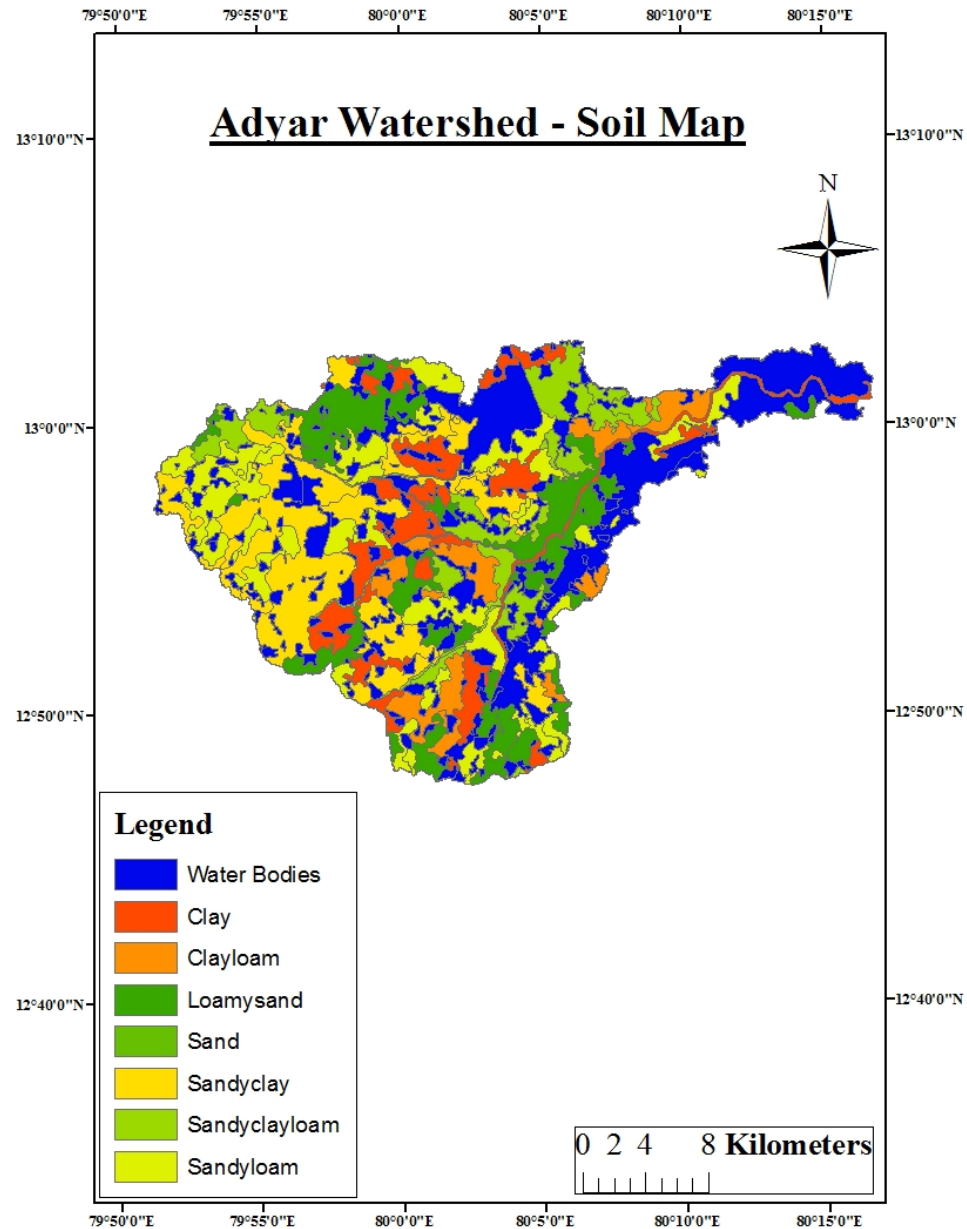 79°50'0"E 79°55'0"E 80°0'0"E 80°5'0"E 80°10'0"E 80°15'0"E
Adyar Watershed - Soil Map
13°10'0"N 13°10'0"N
N
13°0'0"N 13°0'0"N
12°50'0"N 12°50'0"N
Legend
Water Bodies
Clay
Clayloam
Loamysand
Sand
Sandyclay
Sandyclayloam
Sandyloam
12°40'0"N 12°40'0"N
0 2 4 8 Kilometers
79°50'0"E 79°55'0"E 80°0'0"E 80°5'0"E 80°10'0"E 80°15'0"E